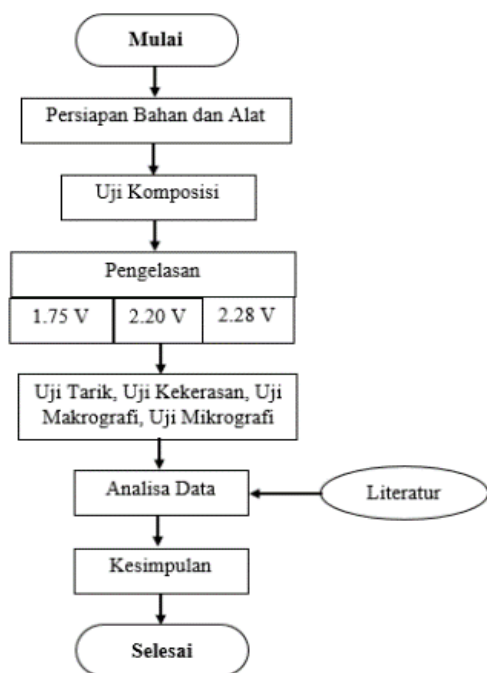 Mulai
Persiapan Bahan dan Alat
Uji Komposisi
Pengelasan
1.75 V
2.20 V
2.28 V
Uji Tarik, Uji Kekerasan, Uji
Makrografi, Uji Mikrografi
Analisa Data
Literatur
Kesimpulan
Selesai